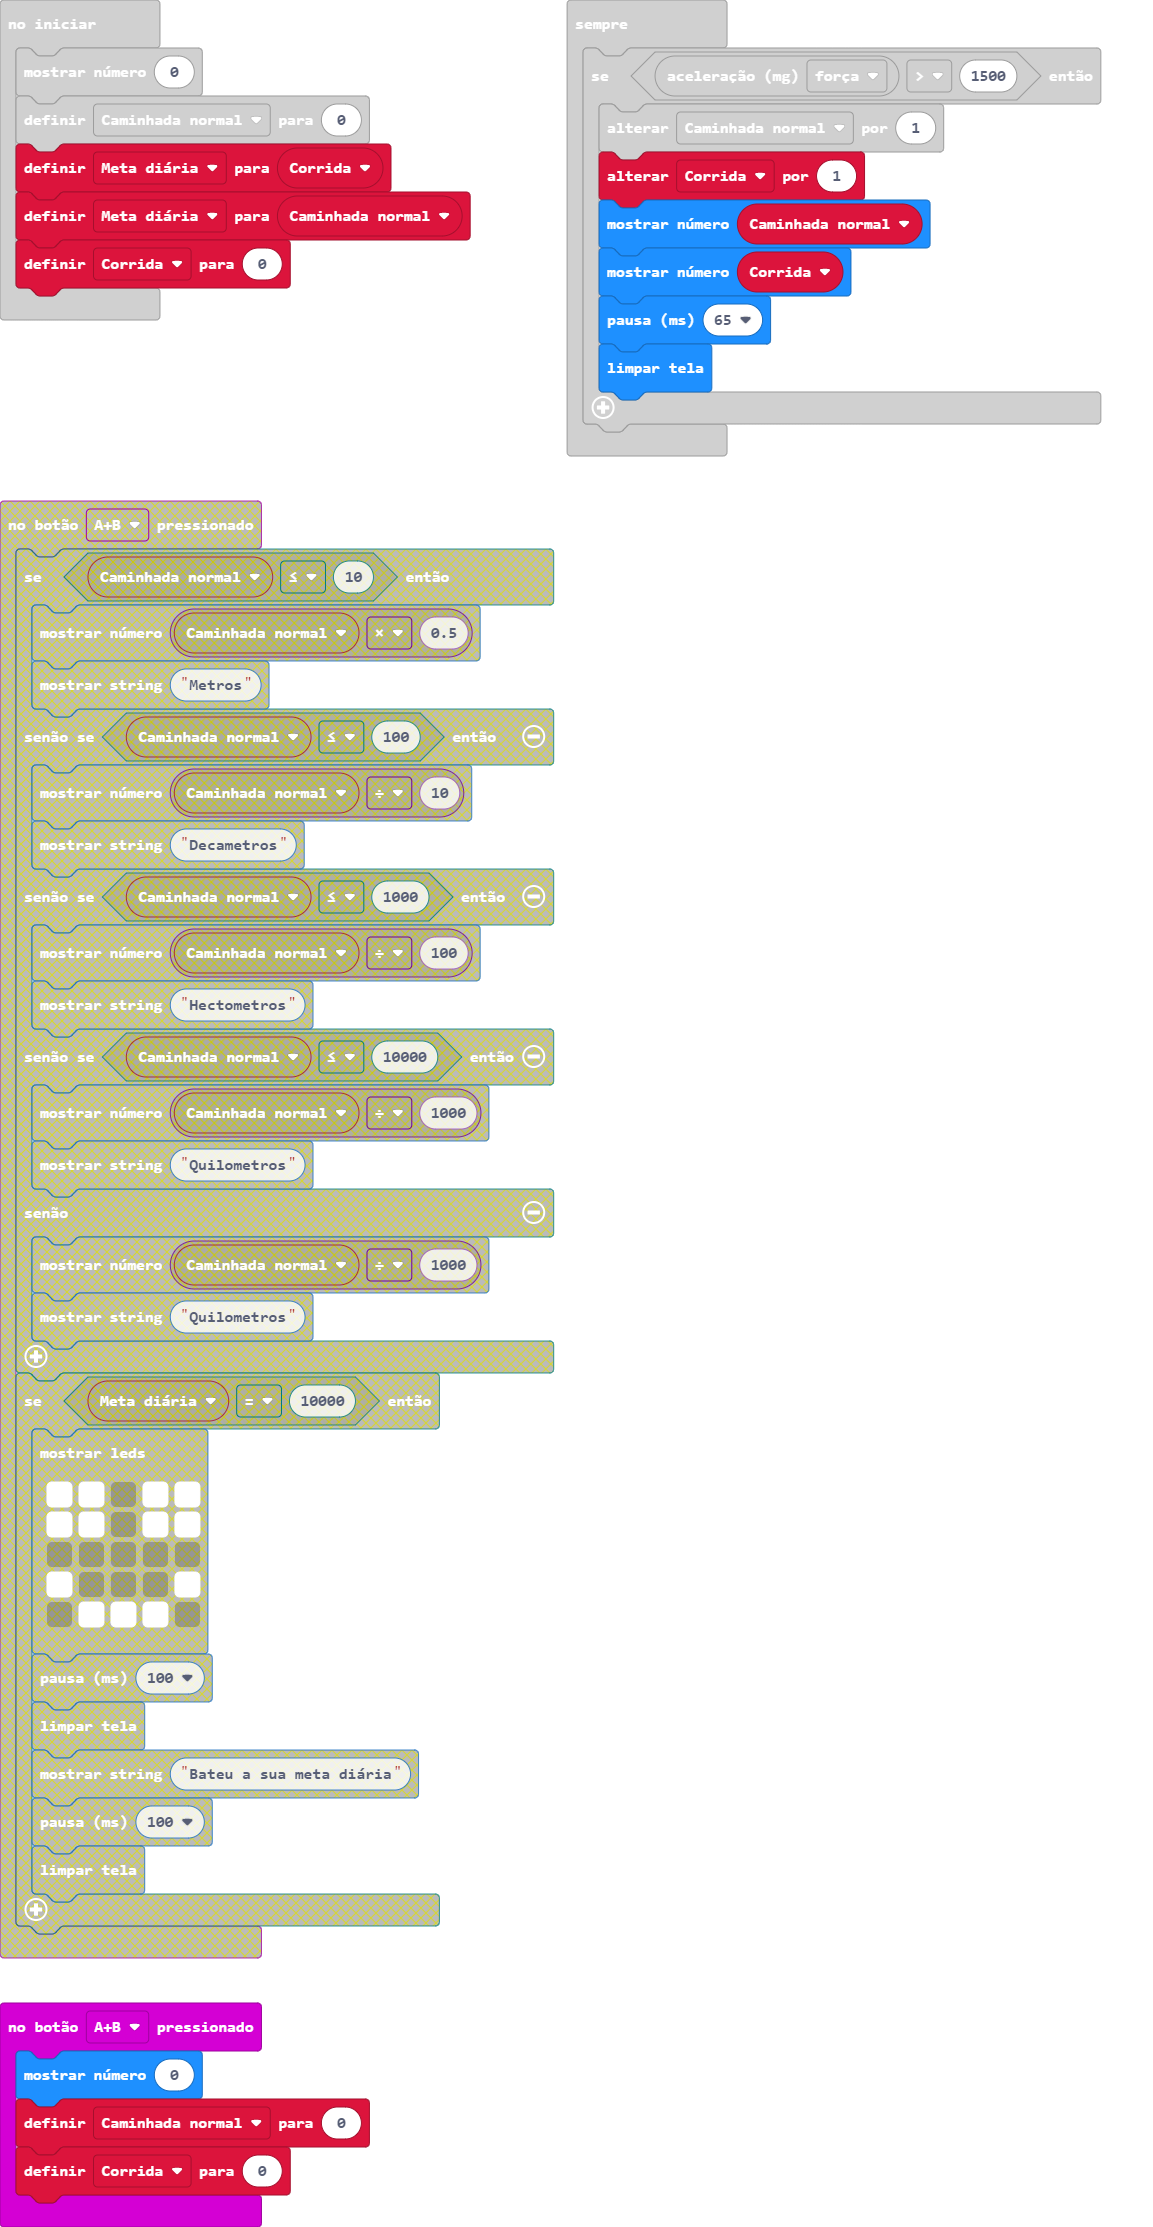 no iniciar
mostrar número 0
definir Caminhada normal para 0
definir Meta diária para Corrida
definir Meta diária para Caminhada normal
definir Corrida para 0
sempre
se aceleração (mg) força > 1500 então
alterar Caminhada normal por 1
alterar Corrida por 1
mostrar número Caminhada normal
mostrar número Corrida
pausa (ms) 65
limpar tela
no botão A+B pressionado
se Caminhada normal ≤ 10 então
mostrar número Caminhada normal × 0.5
mostrar string "Metros"
senão se Caminhada normal ≤ 100 então
mostrar número Caminhada normal ÷ 10
mostrar string "Decametros"
senão se Caminhada normal ≤ 1000 então
mostrar número Caminhada normal ÷ 100
mostrar string "Hectometros"
senão se Caminhada normal ≤ 10000 então
mostrar número Caminhada normal ÷ 1000
mostrar string "Quilometros"
senão
mostrar número Caminhada normal ÷ 1000
mostrar string "Quilometros"
se Meta diária = 10000 então
mostrar leds
pausa (ms) 100
limpar tela
mostrar string "Bateu a sua meta diária"
pausa (ms) 100
limpar tela
no botão A+B pressionado
mostrar número 0
definir Caminhada normal para 0
definir Corrida para 0